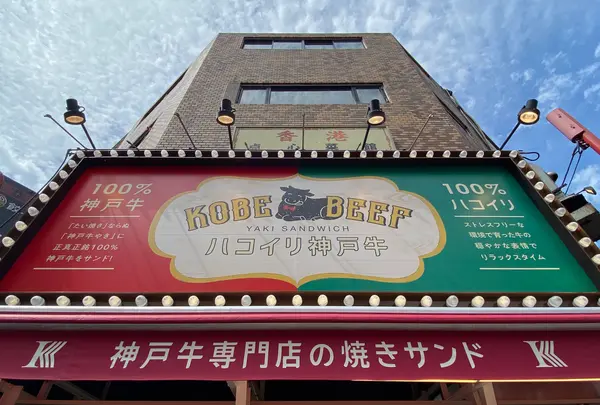 香港
100%
神戸牛
「たい焼き」ならぬ
「神戸牛やき」に
正真正銘100%
神戸牛をサンド!
KOBE BEEF
YAKI SANDWICH
ハコイリ神戸牛
100%
ハコイリ
ストレスフリーな
環境で育った牛の
穏やかな表情で
リラックスタイム
神戸牛専門店の焼きサンド